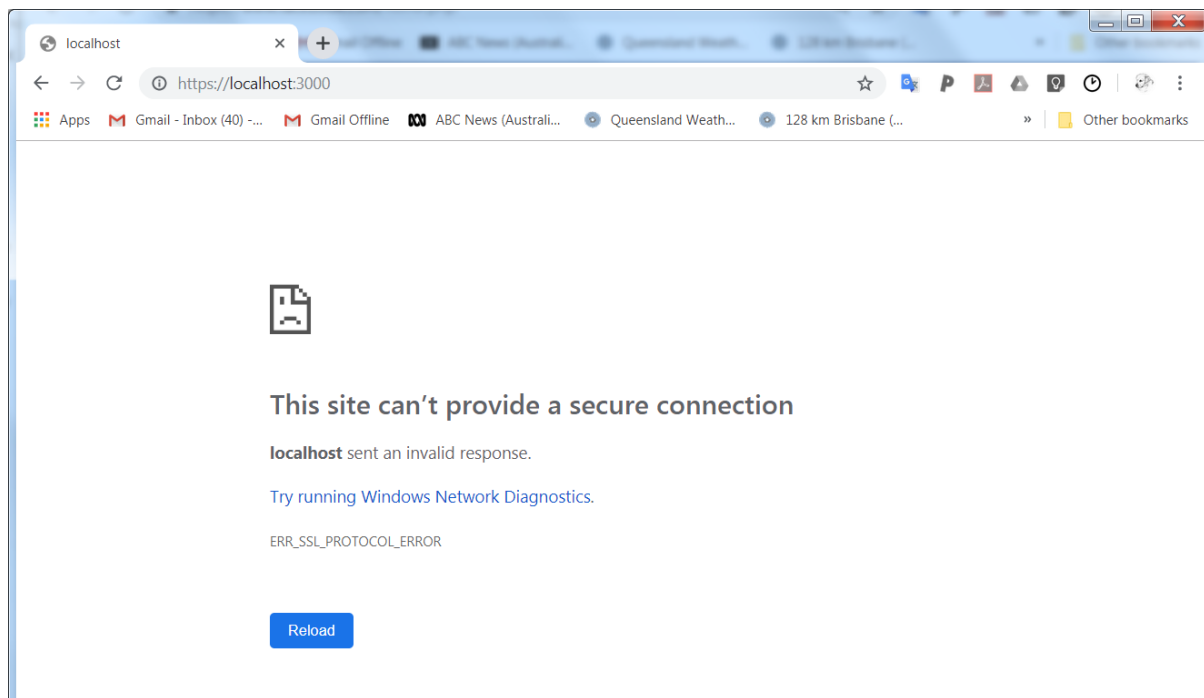 localhost
https://localhost:3000
Apps Gmail - Inbox (40) -... Gmail Offline ABC News (Australi... Queensland Weath... 128 km Brisbane (... » Other bookmarks
This site can’t provide a secure connection
localhost sent an invalid response.
Try running Windows Network Diagnostics.
ERR_SSL_PROTOCOL_ERROR
Reload